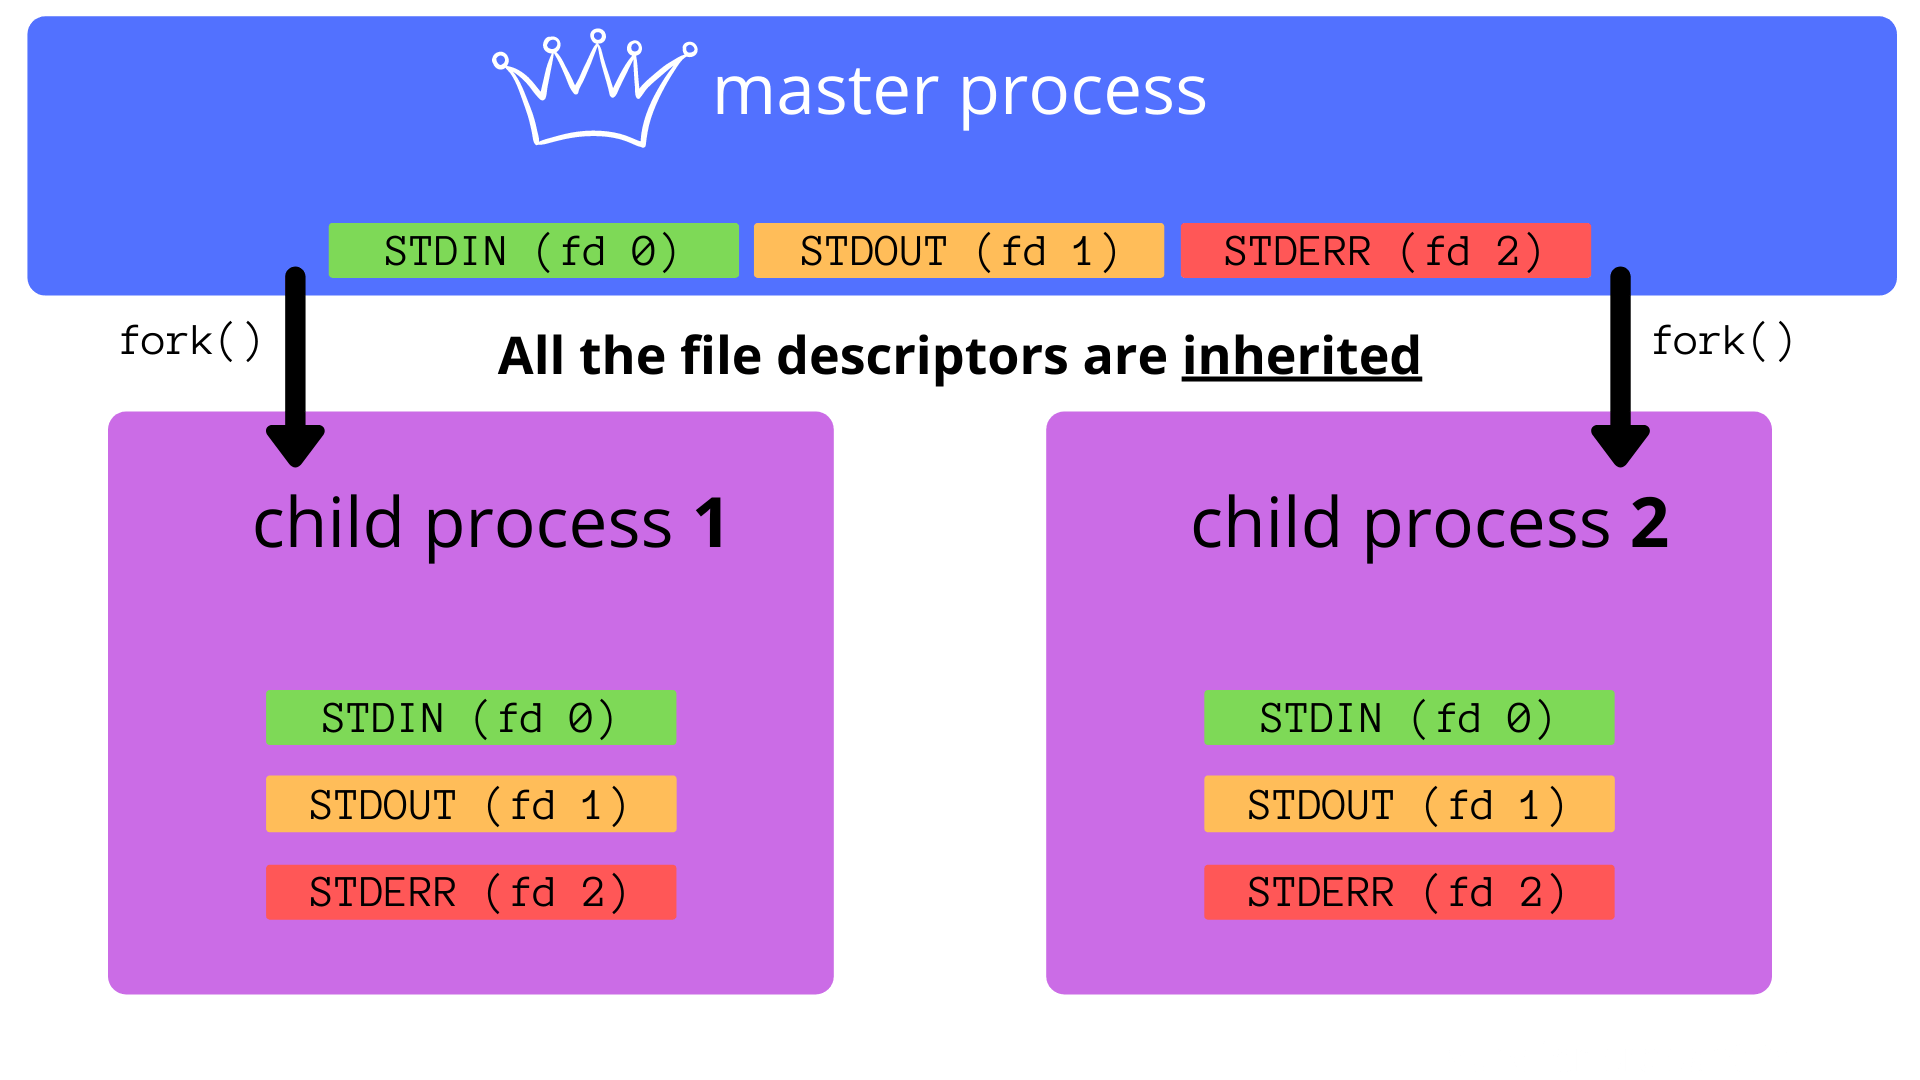 master process
STDIN (fd 0) STDOUT (fd 1) STDERR (fd 2)
fork() All the file descriptors are inherited fork()
child process 1
STDIN (fd 0)
STDOUT (fd 1)
STDERR (fd 2)
child process 2
STDIN (fd 0)
STDOUT (fd 1)
STDERR (fd 2)